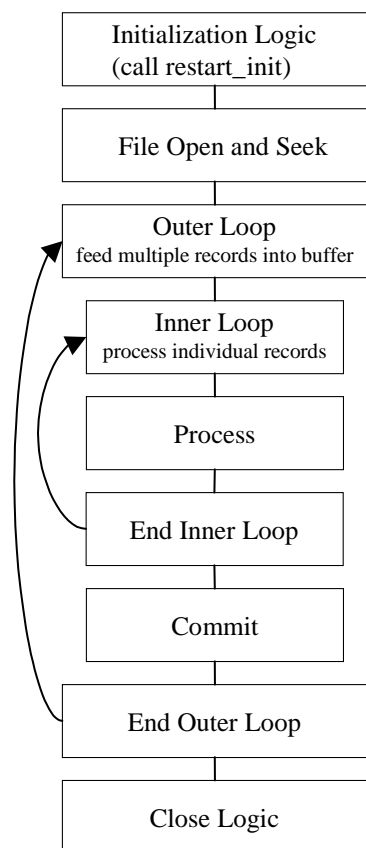 Initialization Logic
(call restart_init)
File Open and Seek
Outer Loop
feed multiple records into buffer
Inner Loop
process individual records
Process
End Inner Loop
Commit
End Outer Loop
Close Logic